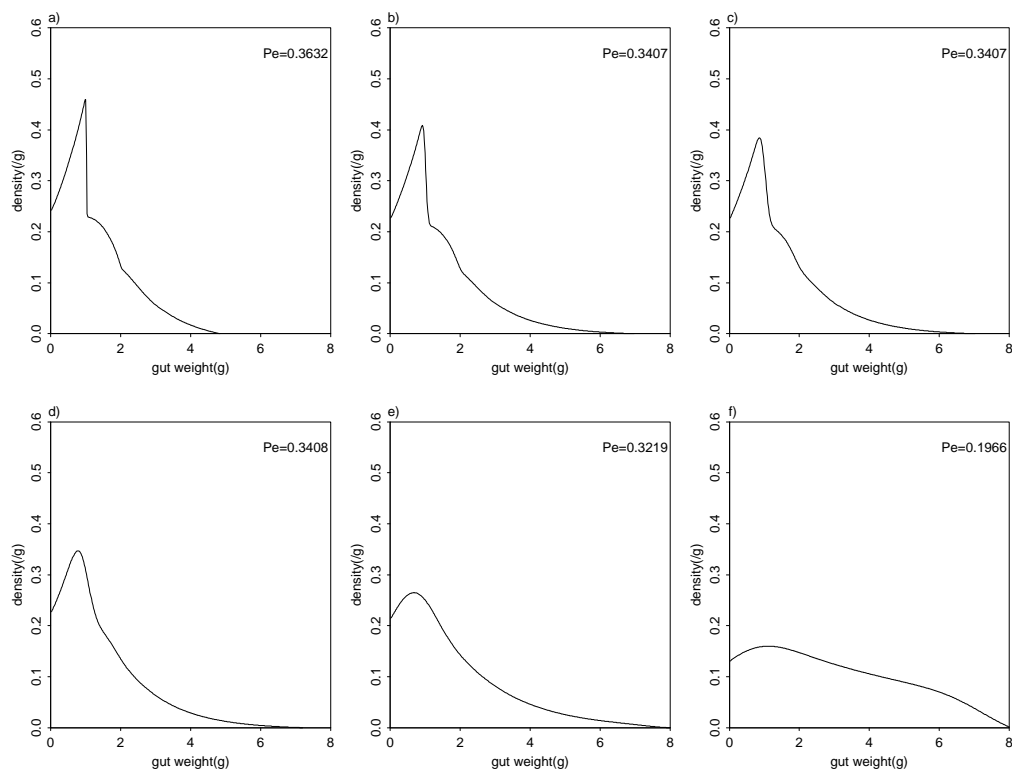 a)
Pe=0.3632
density(/g)
0.0 0.1 0.2 0.3 0.4 0.5 0.6
0 2 4 6 8
gut weight(g)
b)
Pe=0.3407
density(/g)
0.0 0.1 0.2 0.3 0.4 0.5 0.6
0 2 4 6 8
gut weight(g)
c)
Pe=0.3407
density(/g)
0.0 0.1 0.2 0.3 0.4 0.5 0.6
0 2 4 6 8
gut weight(g)
d)
Pe=0.3408
density(/g)
0.0 0.1 0.2 0.3 0.4 0.5 0.6
0 2 4 6 8
gut weight(g)
e)
Pe=0.3219
density(/g)
0.0 0.1 0.2 0.3 0.4 0.5 0.6
0 2 4 6 8
gut weight(g)
f)
Pe=0.1966
density(/g)
0.0 0.1 0.2 0.3 0.4 0.5 0.6
0 2 4 6 8
gut weight(g)